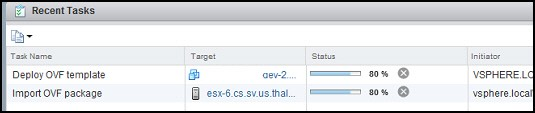 Recent Tasks
Task Name Target Status Initiator
Deploy OVF template gev-2.... 80 % VSPHERE.LO
Import OVF package esx-6.cs.sv.us.thal... 80 % vsphere.local